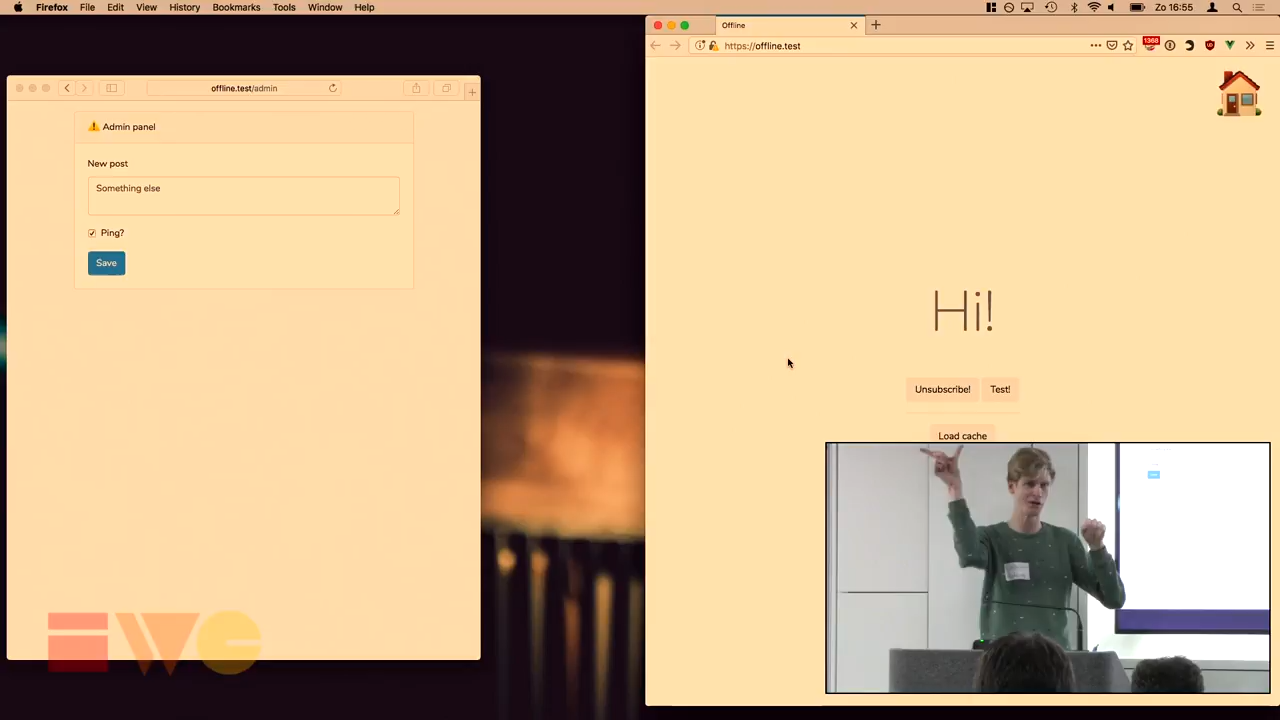 Firefox File Edit View History Bookmarks Tools Window Help
Zo 16:55
Offline
https://offline.test
1368
offline.test/admin
⚠️ Admin panel
New post
Something else
Ping?
Save
Hi!
Unsubscribe! Test!
Load cache
IWC